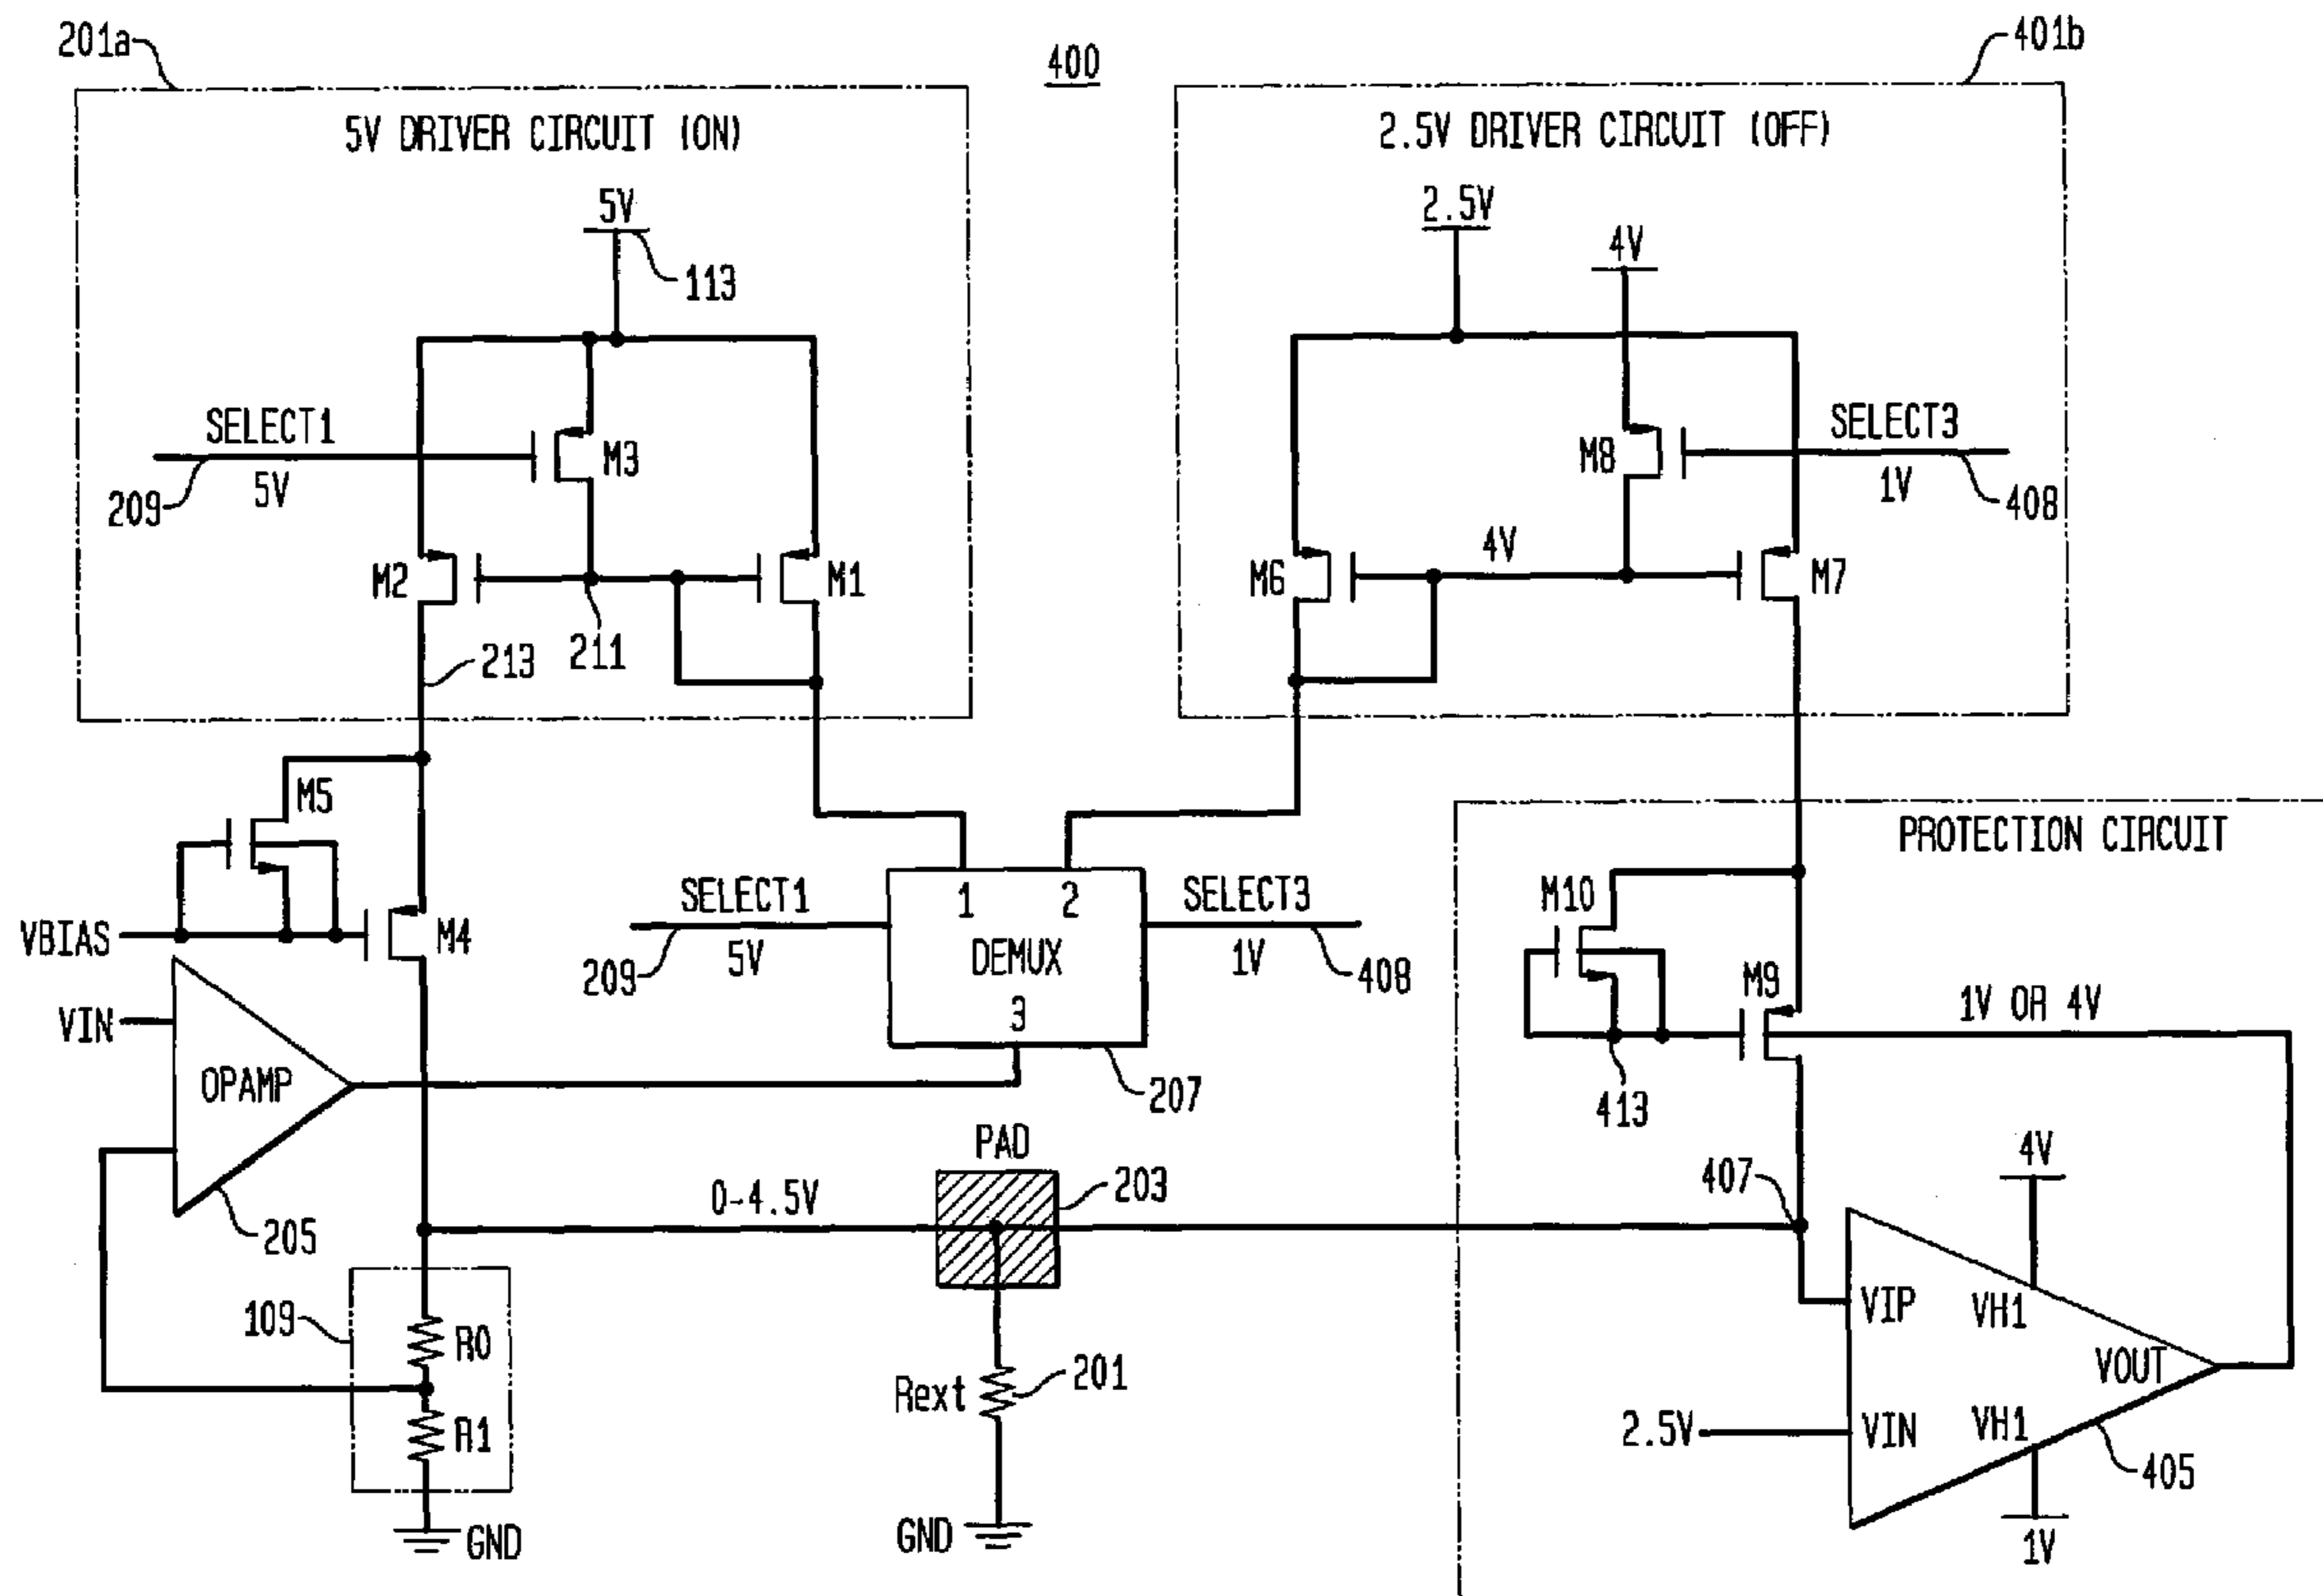 201a
400
401b
5V DRIVER CIRCUIT (ON)
2.5V DRIVER CIRCUIT (OFF)
5V
113
2.5V
4V
SELECT1
5V
209
M3
M8
SELECT3
1V
408
M2
M1
211
213
M6
4V
M7
M5
VBIAS
M4
SELECT1
5V
209
1
2
DEMUX
3
207
SELECT3
1V
408
PROTECTION CIRCUIT
M10
M9
1V OR 4V
413
VIN
OPAMP
205
PAD
203
0-4.5V
407
4V
VIP
VH1
VOUT
2.5V
VIN
VH1
405
1V
109
R0
R1
GND
Rext
201
GND